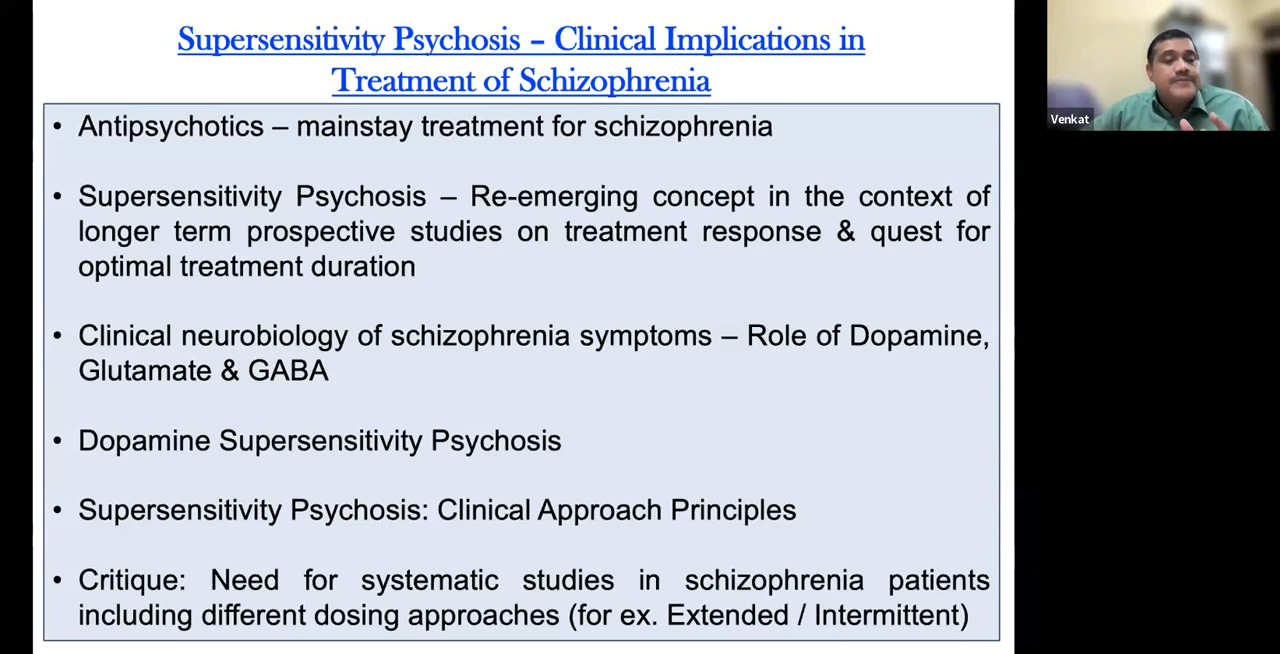 Supersensitivity Psychosis – Clinical Implications in
Treatment of Schizophrenia
• Antipsychotics – mainstay treatment for schizophrenia
• Supersensitivity Psychosis – Re-emerging concept in the context of
longer term prospective studies on treatment response & quest for
optimal treatment duration
• Clinical neurobiology of schizophrenia symptoms – Role of Dopamine,
Glutamate & GABA
• Dopamine Supersensitivity Psychosis
• Supersensitivity Psychosis: Clinical Approach Principles
• Critique: Need for systematic studies in schizophrenia patients
including different dosing approaches (for ex. Extended / Intermittent)
Venkat